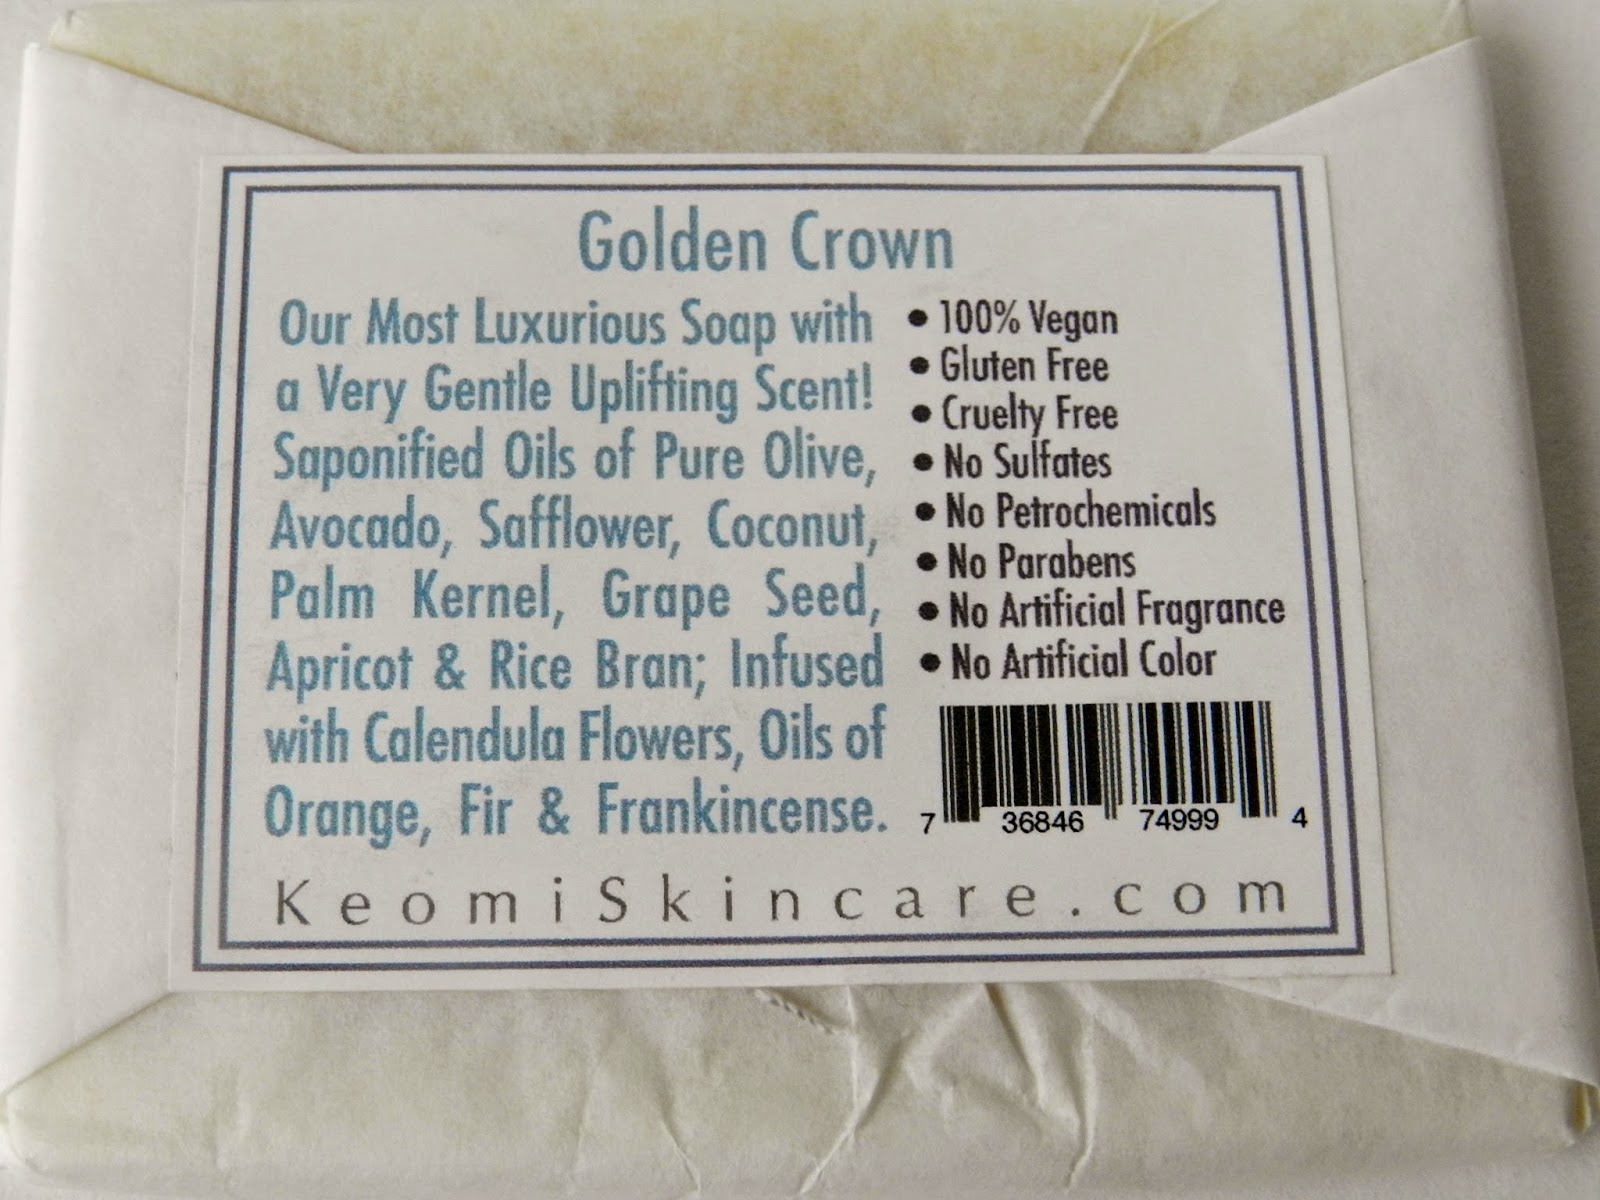 Golden Crown
Our Most Luxurious Soap with
a Very Gentle Uplifting Scent!
Saponified Oils of Pure Olive,
Avocado, Safflower, Coconut,
Palm Kernel, Grape Seed,
Apricot & Rice Bran; Infused
with Calendula Flowers, Oils of
Orange, Fir & Frankincense.
• 100% Vegan
• Gluten Free
• Cruelty Free
• No Sulfates
• No Petrochemicals
• No Parabens
• No Artificial Fragrance
• No Artificial Color
7 36846 74999 4
KeomiSkincare.com